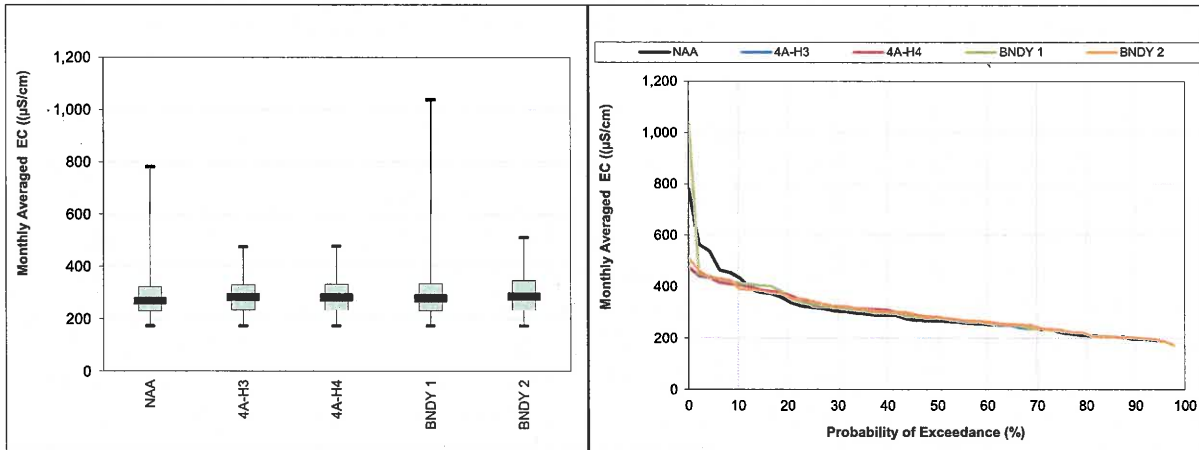 Monthly Averaged EC ((µS/cm)
1,200
1,000
800
600
400
200
0
NAA
4A-H3
4A-H4
BNDY 1
BNDY 2
NAA 4A-H3 4A-H4 BNDY 1 BNDY 2
Monthly Averaged EC ((µS/cm)
1,200
1,000
800
600
400
200
0
0 10 20 30 40 50 60 70 80 90 100
Probability of Exceedance (%)